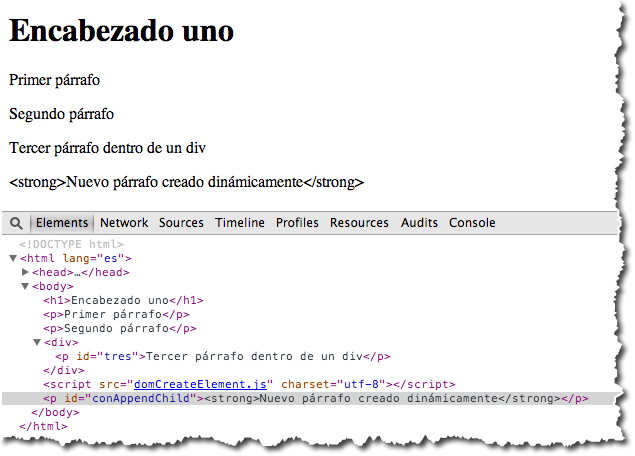 Encabezado uno
Primer párrafo
Segundo párrafo
Tercer párrafo dentro de un div
<strong>Nuevo párrafo creado dinámicamente</strong>
Elements Network Sources Timeline Profiles Resources Audits Console
<!DOCTYPE html>
<html lang="es">
<head>…</head>
<body>
<h1>Encabezado uno</h1>
<p>Primer párrafo</p>
<p>Segundo párrafo</p>
<div>
<p id="tres">Tercer párrafo dentro de un div</p>
</div>
<script src="domCreateElement.js" charset="utf-8"></script>
<p id="conAppendChild"><strong>Nuevo párrafo creado dinámicamente</strong></p>
</body>
</html>